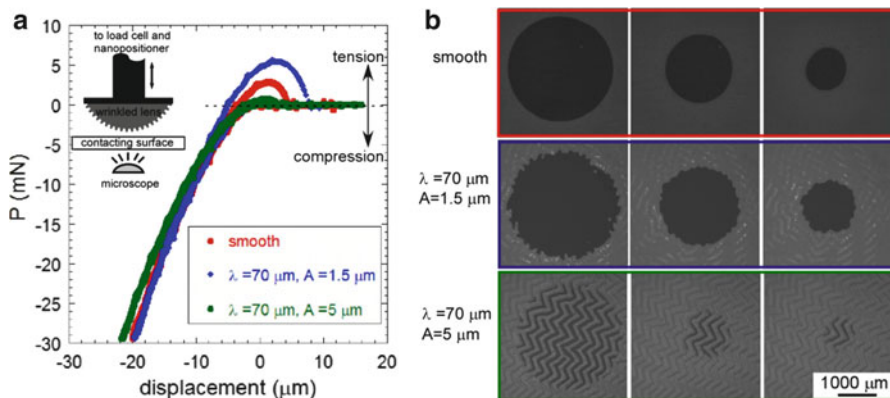 a
to load cell and
nanopositioner
wrinkled lens
contacting surface
microscope
tension
compression
smooth
λ =70 μm, A =1.5 μm
λ =70 μm, A =5 μm
10
5
0
-5
-10
-15
-20
-25
-30
P (mN)
-30 -20 -10 0 10 20
displacement (μm)
b
smooth
λ =70 μm
A=1.5 μm
λ =70 μm
A=5 μm
1000 μm